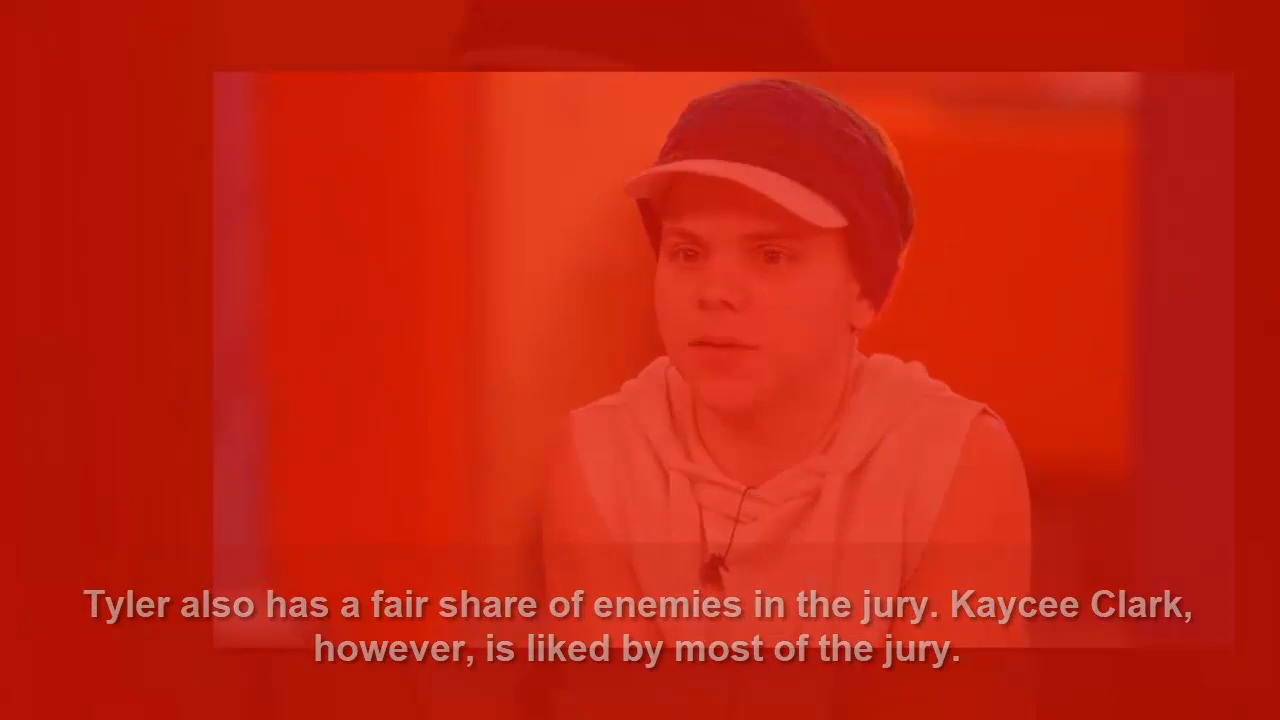 Tyler also has a fair share of enemies in the jury. Kaycee Clark,
however, is liked by most of the jury.